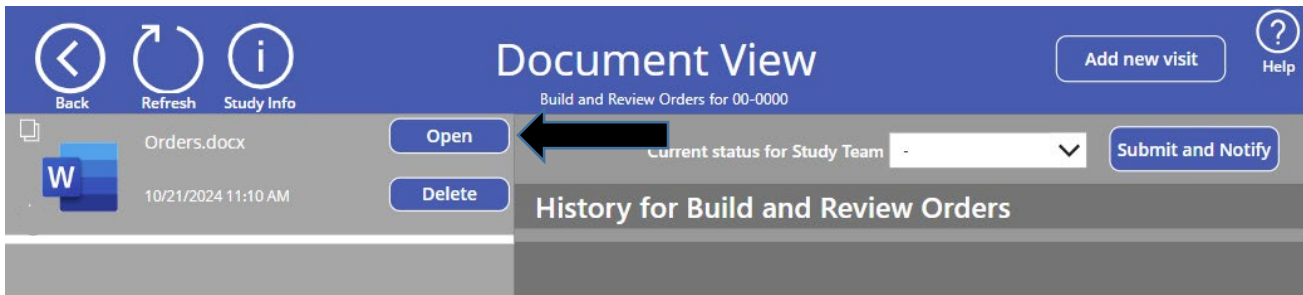 Document View
Build and Review Orders for 00-0000
Back
Refresh
Study Info
Add new visit
?
Help
i
W
Orders.docx
10/21/2024 11:10 AM
Open
Delete
Current status for Study Team
-
Submit and Notify
History for Build and Review Orders